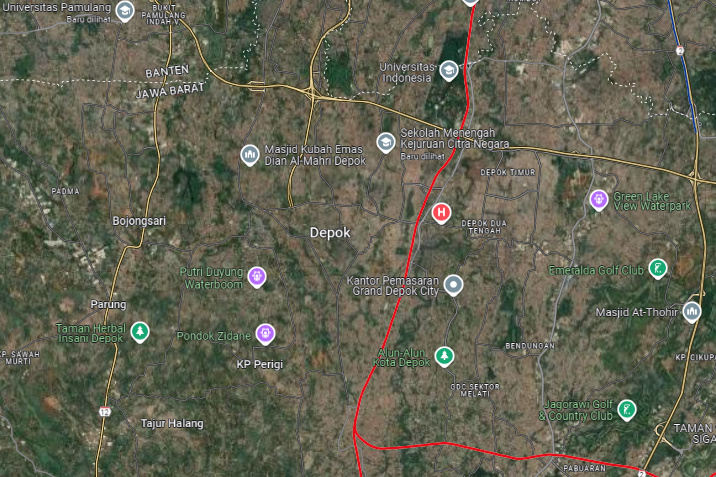 Universitas Pamulang
Baru dilihat
BUKIT
PAMULANG
INDAH V
BANTEN
JAWA BARAT
Universitas
Indonesia
2
Masjid Kubah Emas
Dian Al-Mahri Depok
Sekolah Menengah
Kejuruan Citra Negara
Baru dilihat
DEPOK TIMUR
PADMA
Green Lake
View Waterpark
Bojongsari
H
Depok
DEPOK DUA
TENGAH
Putri Duyung
Waterboom
Emeralda Golf Club
Kantor Pemasaran
Grand Depok City
Parung
Masjid At-Thohir
Taman Herbal
Insani Depok
Pondok Zidane
KP. SAWAH
MURTI
KP Perigi
Alun-Alun
Kota Depok
BENDUNGAN
KP. CIKUPA
GDC SEKTOR
MELATI
12
Jagorawi Golf
& Country Club
Tajur Halang
TAMAN
SIGA
PABUARAN
2